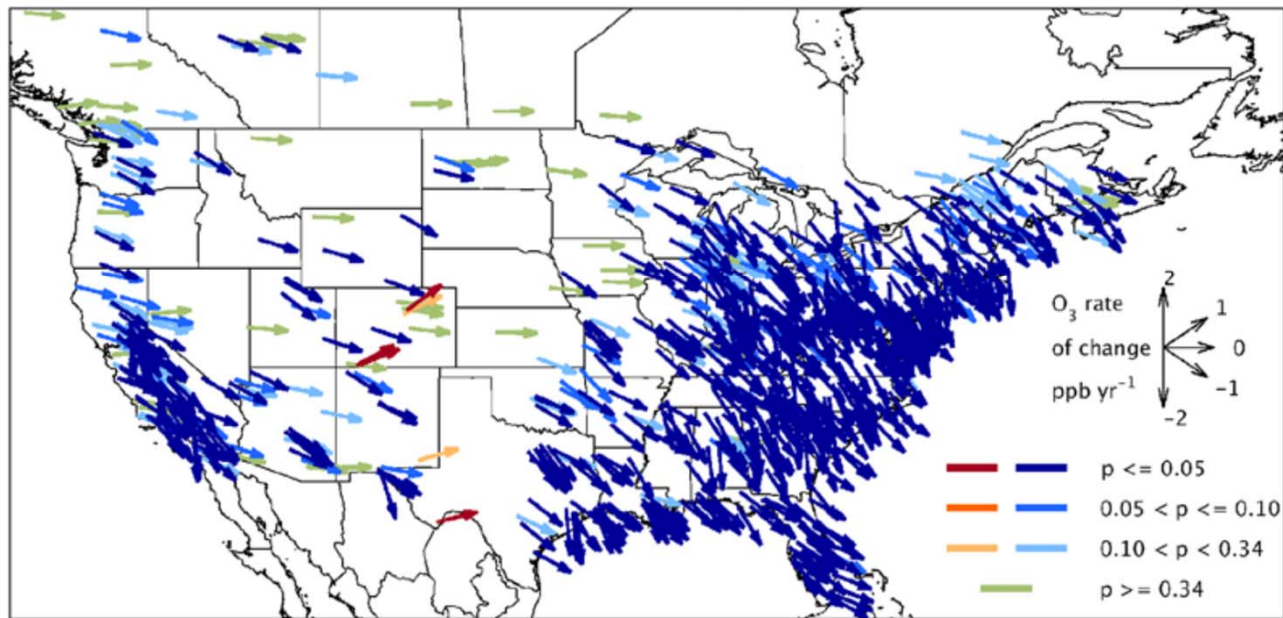 2
O₃ rate
1
of change
0
ppb yr⁻¹
−1
−2
p <= 0.05
0.05 < p <= 0.10
0.10 < p < 0.34
p >= 0.34